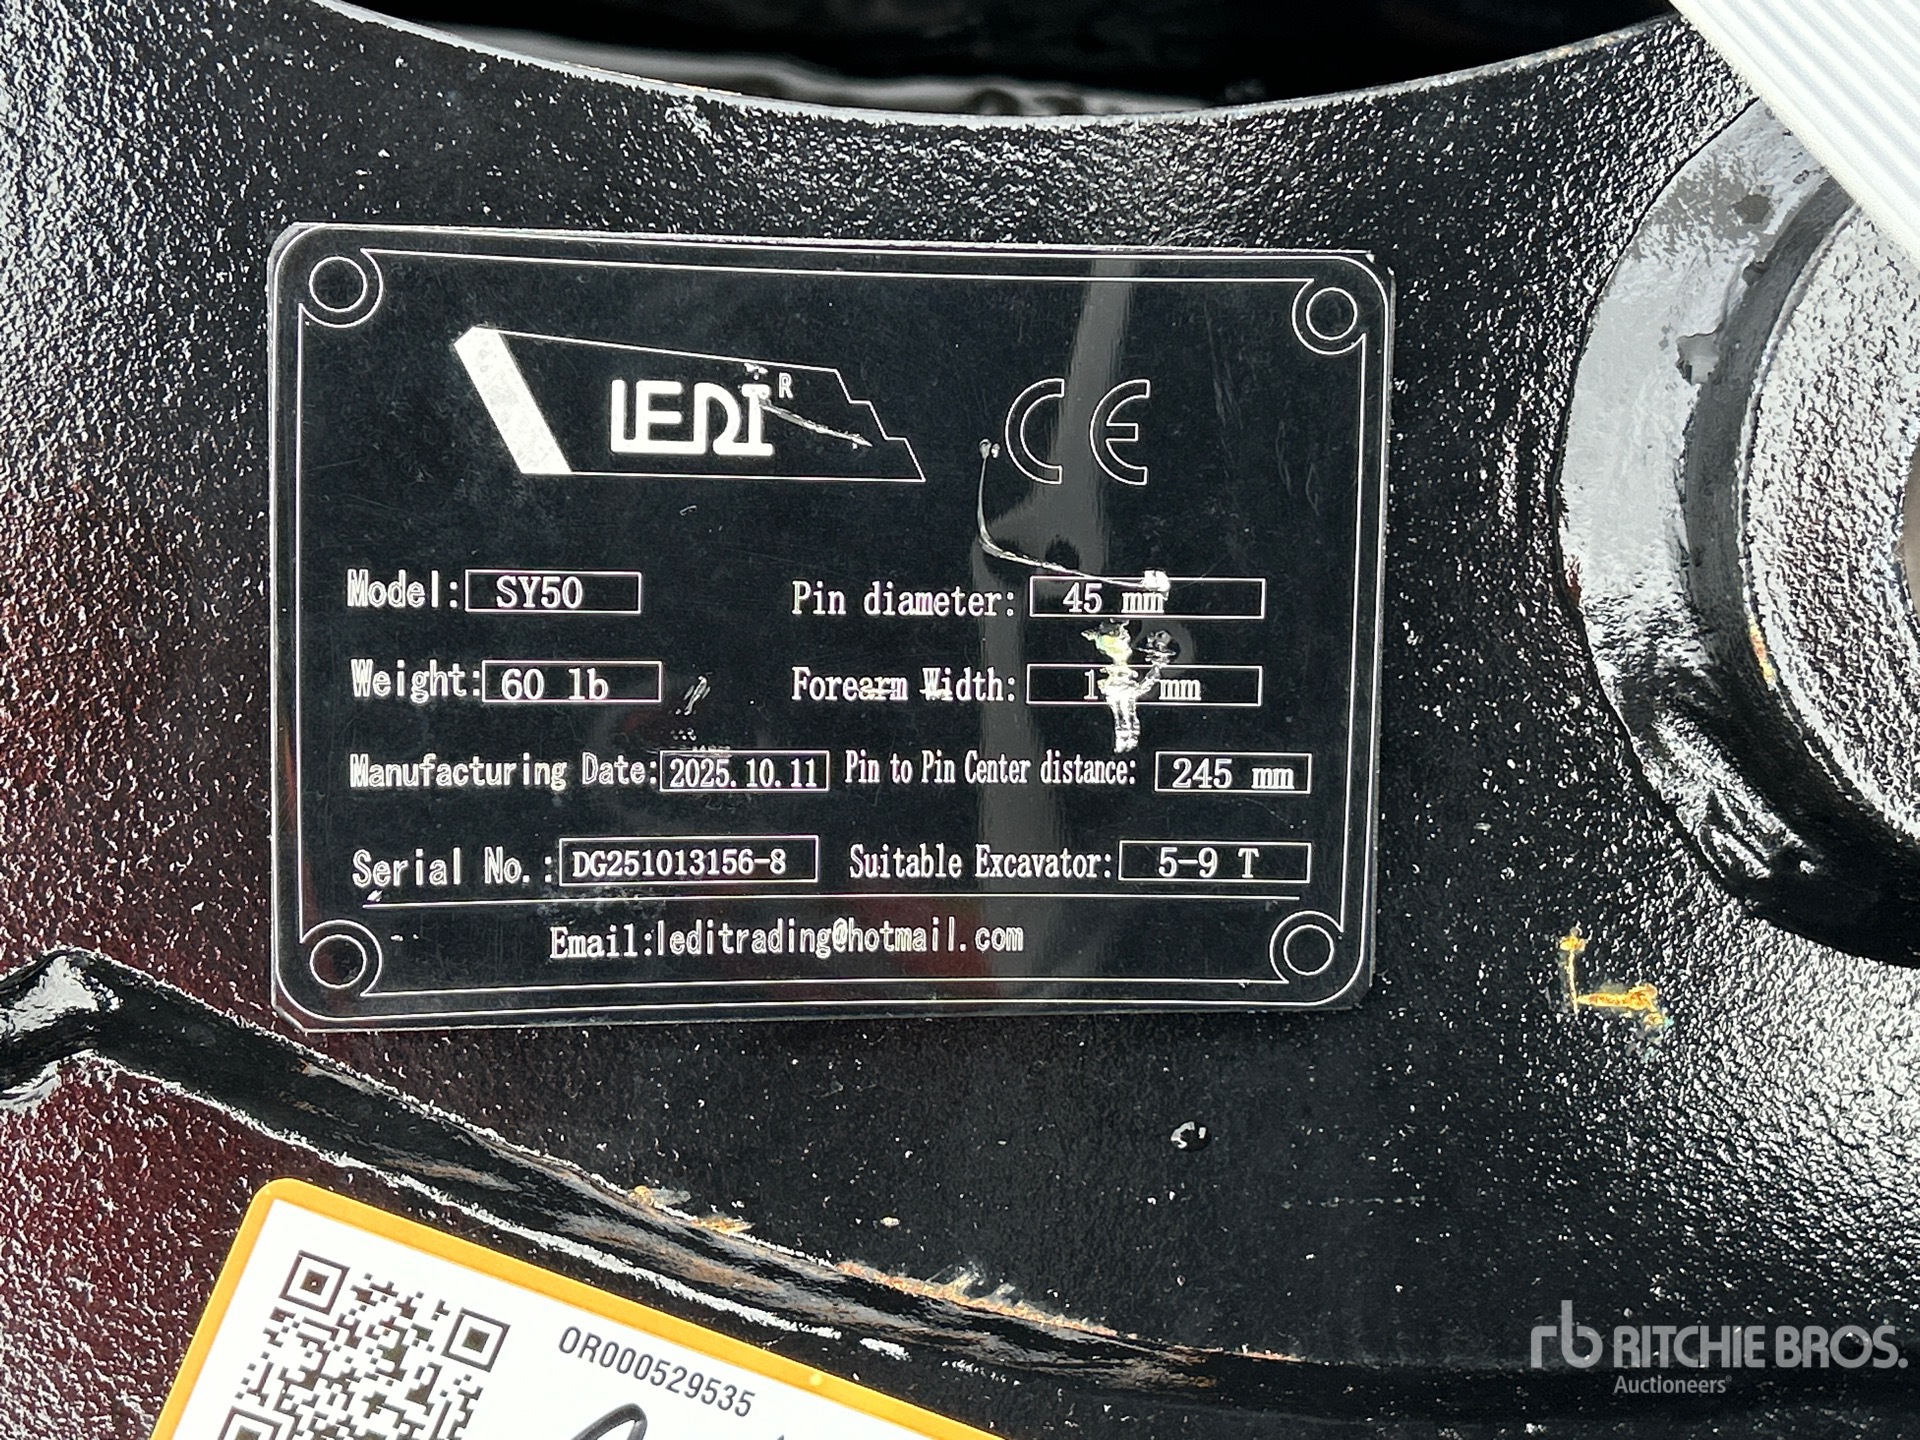 LEDI R CE
Model: SY50 Pin diameter: 45 mm
Weight: 60 lb Forearm Width: mm
Manufacturing Date: 2025.10.11 Pin to Pin Center distance: 245 mm
Serial No.: DG251013156-8 Suitable Excavator: 5-9 T
Email:leditrading@hotmail.com
OR000529535
rb RITCHIE BROS.
Auctioneers